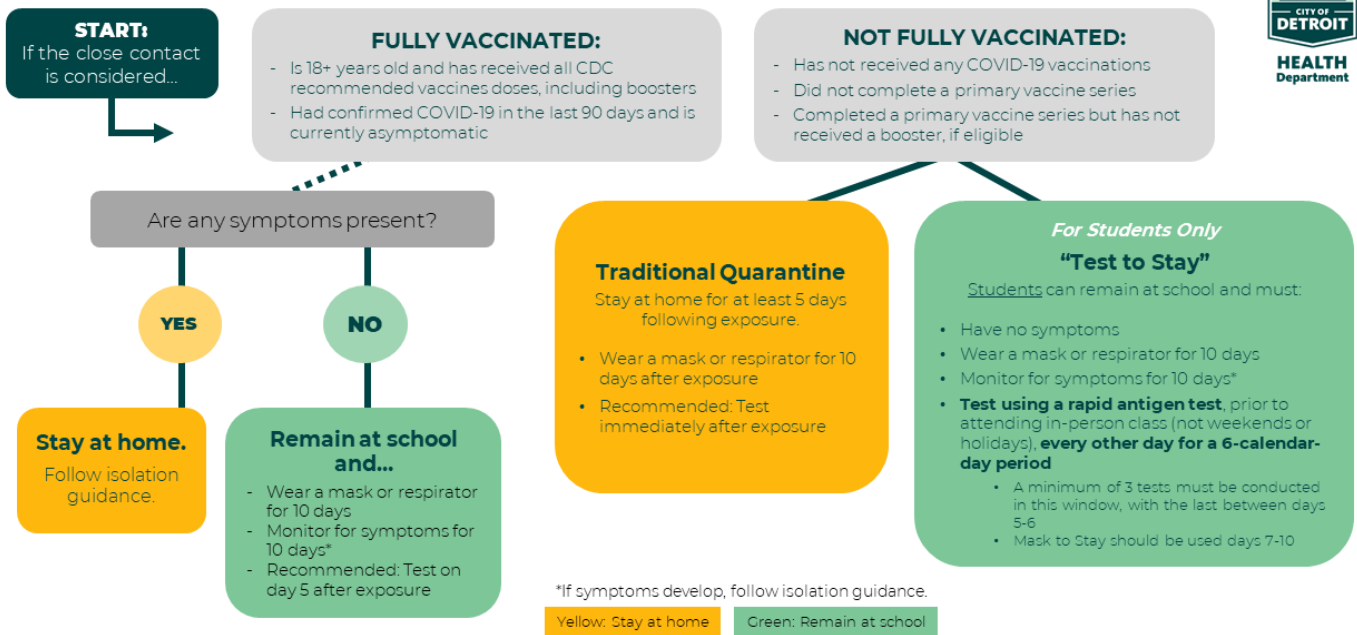 START:
If the close contact
is considered...
FULLY VACCINATED:
- Is 18+ years old and has received all CDC
recommended vaccines doses, including boosters
- Had confirmed COVID-19 in the last 90 days and is
currently asymptomatic
NOT FULLY VACCINATED:
- Has not received any COVID-19 vaccinations
- Did not complete a primary vaccine series
- Completed a primary vaccine series but has not
received a booster, if eligible
CITY OF
DETROIT
HEALTH
Department
Are any symptoms present?
YES
NO
Stay at home.
Follow isolation
guidance.
Remain at school
and...
- Wear a mask or respirator
for 10 days
- Monitor for symptoms for
10 days*
- Recommended: Test on
day 5 after exposure
Traditional Quarantine
Stay at home for at least 5 days
following exposure.
• Wear a mask or respirator for 10
days after exposure
• Recommended: Test
immediately after exposure
For Students Only
“Test to Stay”
Students can remain at school and must:
• Have no symptoms
• Wear a mask or respirator for 10 days
• Monitor for symptoms for 10 days*
• Test using a rapid antigen test, prior to
attending in-person class (not weekends or
holidays), every other day for a 6-calendar-
day period
• A minimum of 3 tests must be conducted
in this window, with the last between days
5-6
• Mask to Stay should be used days 7-10
*If symptoms develop, follow isolation guidance.
Yellow: Stay at home
Green: Remain at school